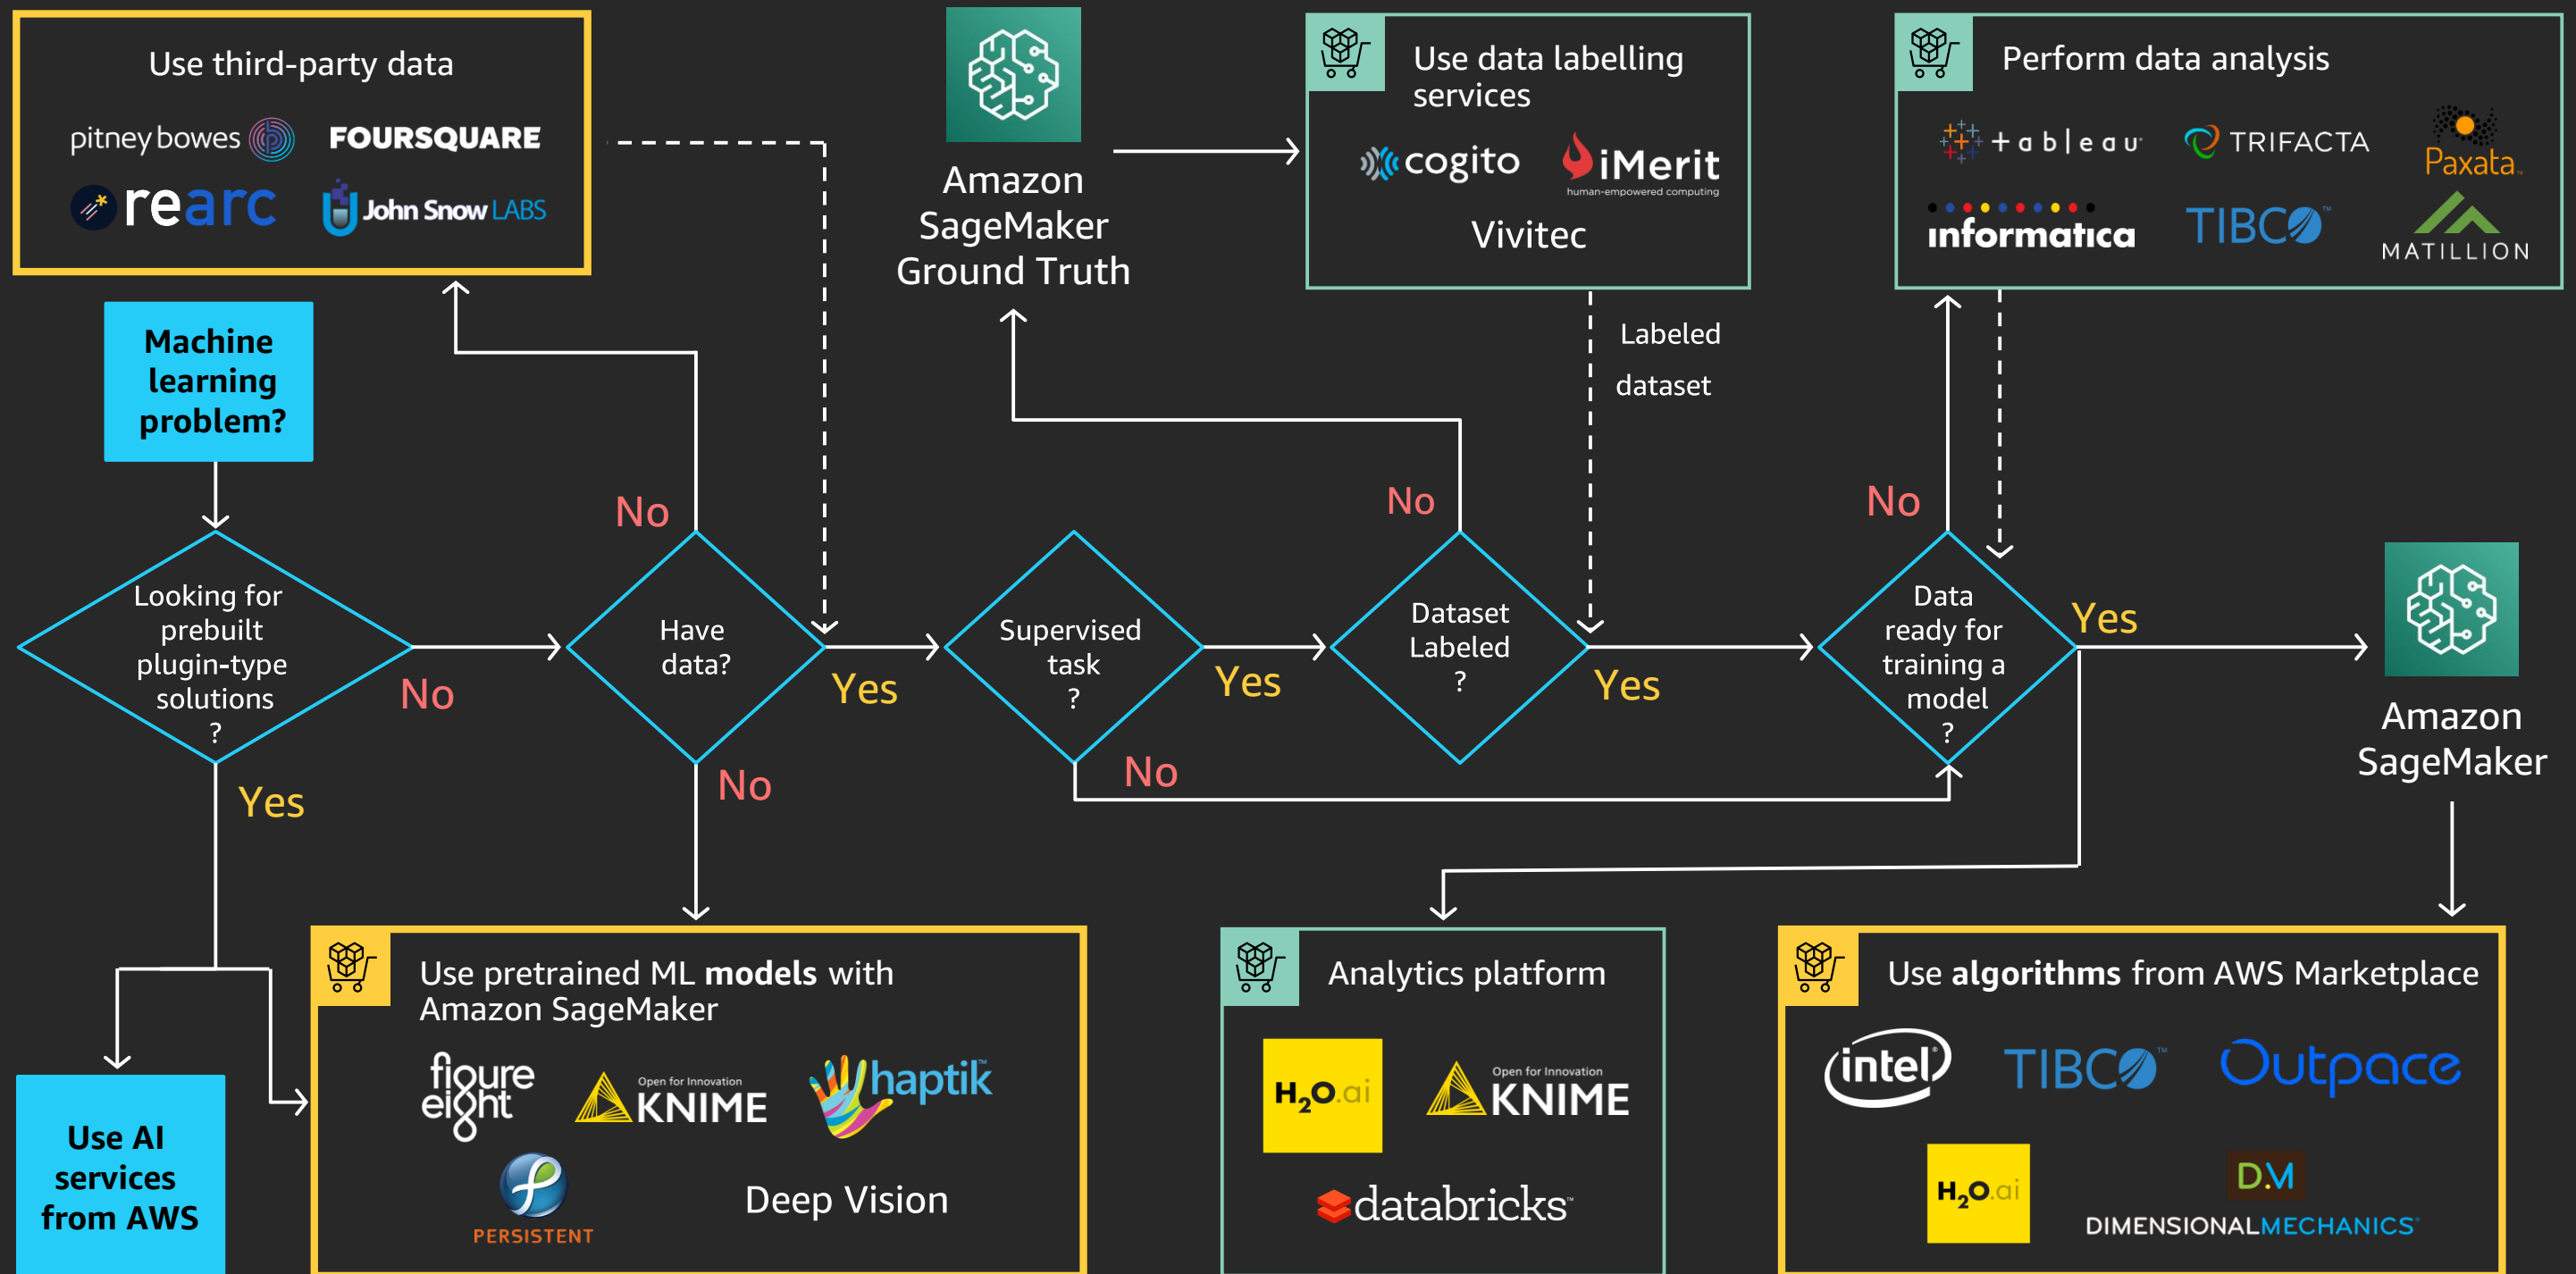 Use third-party data
pitney bowes
FOURSQUARE
rearc
John Snow LABS
Machine
learning
problem?
Amazon
SageMaker
Ground Truth
Use data labelling
services
cogito
iMerit
human-empowered computing
Vivitec
Labeled
dataset
Perform data analysis
+ableau
TRIFACTA
Paxata
informatica
TIBCO™
MATILLION
Looking for
prebuilt
plugin-type
solutions
?
No
Yes
No
Have
data?
Yes
No
Supervised
task
?
Yes
No
No
Dataset
Labeled
?
Yes
No
Data
ready for
training a
model
?
Yes
Amazon
SageMaker
Use AI
services
from AWS
Use pretrained ML models with
Amazon SageMaker
figure
eight
Open for Innovation
KNIME
haptik™
PERSISTENT
Deep Vision
Analytics platform
H2O.ai
Open for Innovation
KNIME
databricks™
Use algorithms from AWS Marketplace
intel®
TIBCO™
Outpace
H2O.ai
D.M
DIMENSIONALMECHANICS®